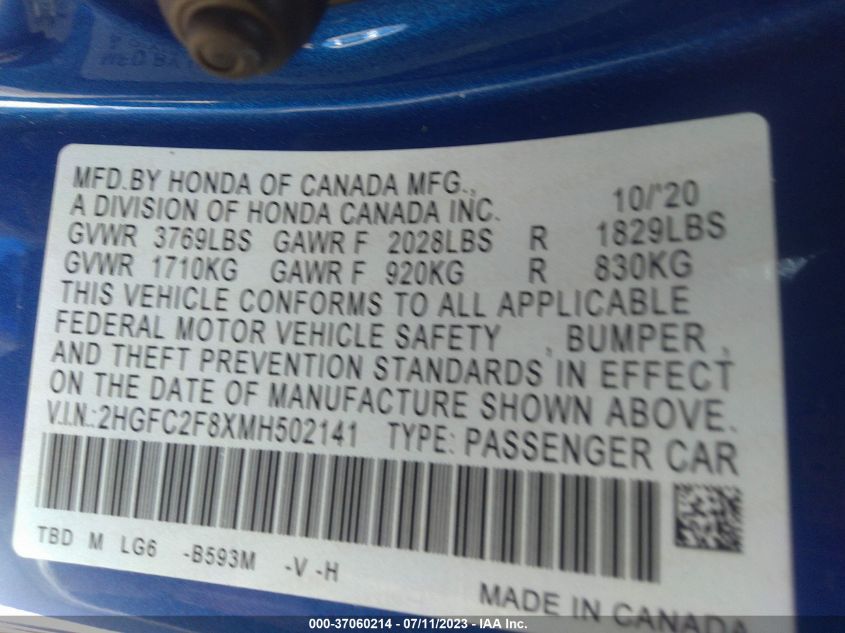 MFD.BY HONDA OF CANADA MFG., 10/'20
A DIVISION OF HONDA CANADA INC.
GVWR 3769LBS GAWR F 2028LBS R 1829LBS
GVWR 1710KG GAWR F 920KG R 830KG
THIS VEHICLE CONFORMS TO ALL APPLICABLE
FEDERAL MOTOR VEHICLE SAFETY , BUMPER ,
AND THEFT PREVENTION STANDARDS IN EFFECT
ON THE DATE OF MANUFACTURE SHOWN ABOVE.
V.I.N.:2HGFC2F8XMH502141 TYPE: PASSENGER CAR
TBD M LG6 -B593M -V -H
MADE IN CANADA
000-37060214 - 07/11/2023 - IAA Inc.